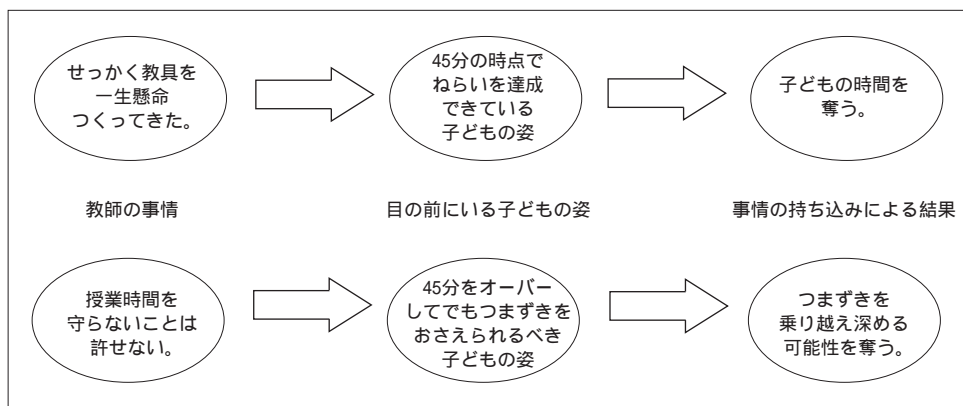 せっかく教具を
一生懸命
つくってきた。
45分の時点で
ねらいを達成
できている
子どもの姿
子どもの時間を
奪う。
教師の事情
目の前にいる子どもの姿
事情の持ち込みによる結果
授業時間を
守らないことは
許せない。
45分をオーバー
してでもつまずきを
おさえられるべき
子どもの姿
つまずきを
乗り越え深める
可能性を奪う。